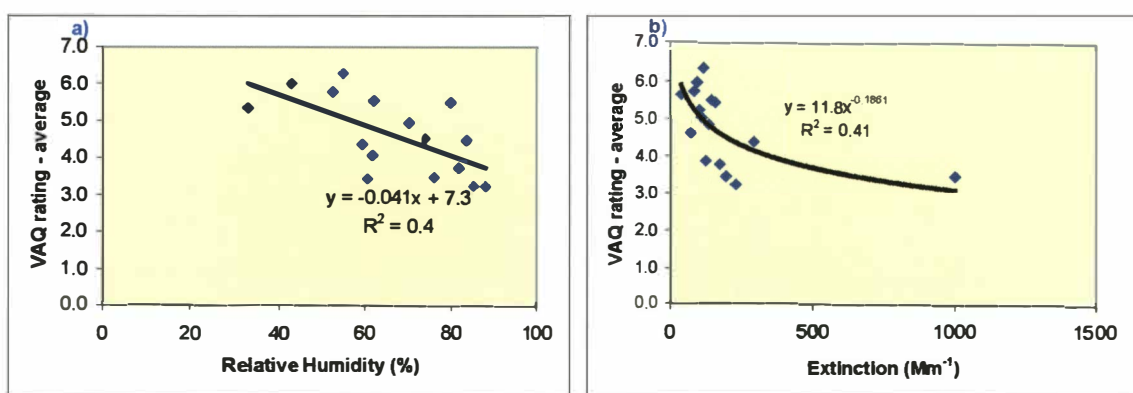 a)
7.0
6.0
5.0
4.0
3.0
2.0
1.0
0.0
VAQ rating - average
y = -0.041x + 7.3
R² = 0.4
0 20 40 60 80 100
Relative Humidity (%)
b)
7.0
6.0
5.0
4.0
3.0
2.0
1.0
0.0
VAQ rating - average
y = 11.8x^-0.1861
R² = 0.41
0 500 1000 1500
Extinction (Mm⁻¹)